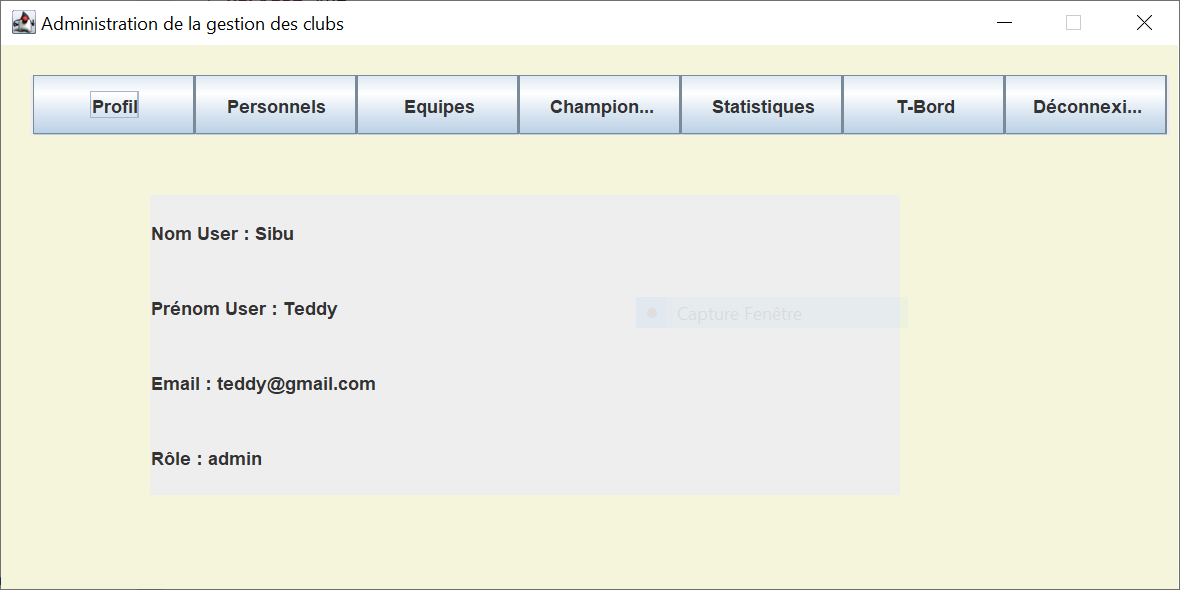 Administration de la gestion des clubs
Profil Personnels Equipes Champion... Statistiques T-Bord Déconnexi...
Nom User : Sibu
Prénom User : Teddy
Capture Fenêtre
Email : teddy@gmail.com
Rôle : admin